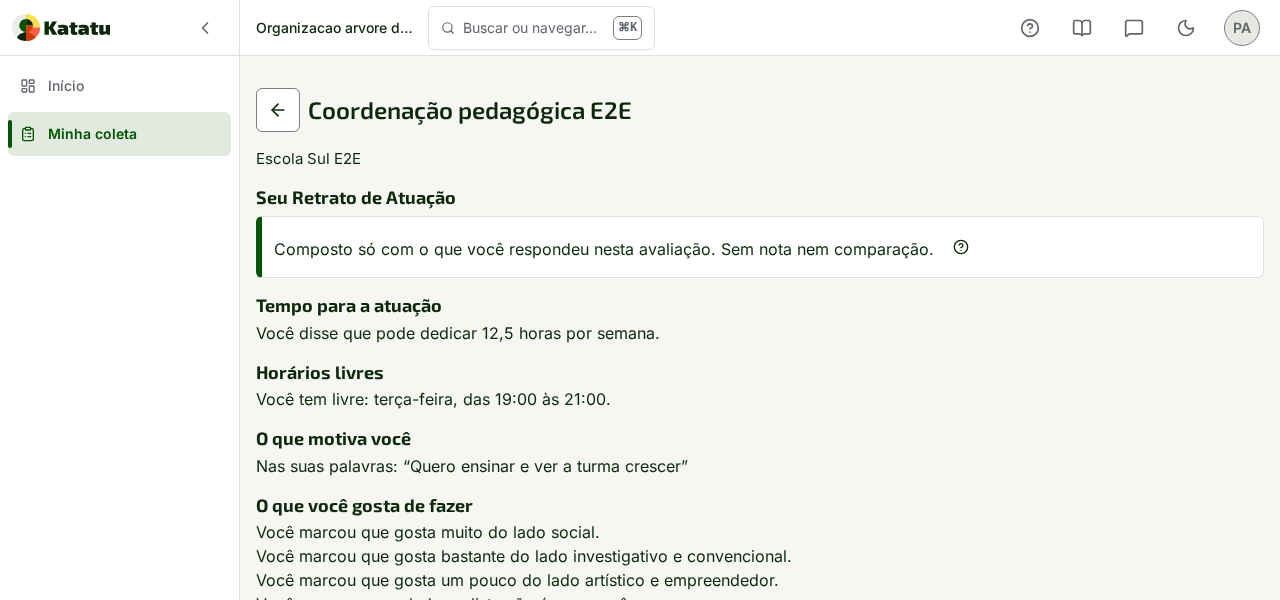 Katatu
Organizacao arvore d...
Buscar ou navegar...
⌘K
PA
Início
Minha coleta
Coordenação pedagógica E2E
Escola Sul E2E
Seu Retrato de Atuação
Composto só com o que você respondeu nesta avaliação. Sem nota nem comparação.
Tempo para a atuação
Você disse que pode dedicar 12,5 horas por semana.
Horários livres
Você tem livre: terça-feira, das 19:00 às 21:00.
O que motiva você
Nas suas palavras: “Quero ensinar e ver a turma crescer”
O que você gosta de fazer
Você marcou que gosta muito do lado social.
Você marcou que gosta bastante do lado investigativo e convencional.
Você marcou que gosta um pouco do lado artístico e empreendedor.